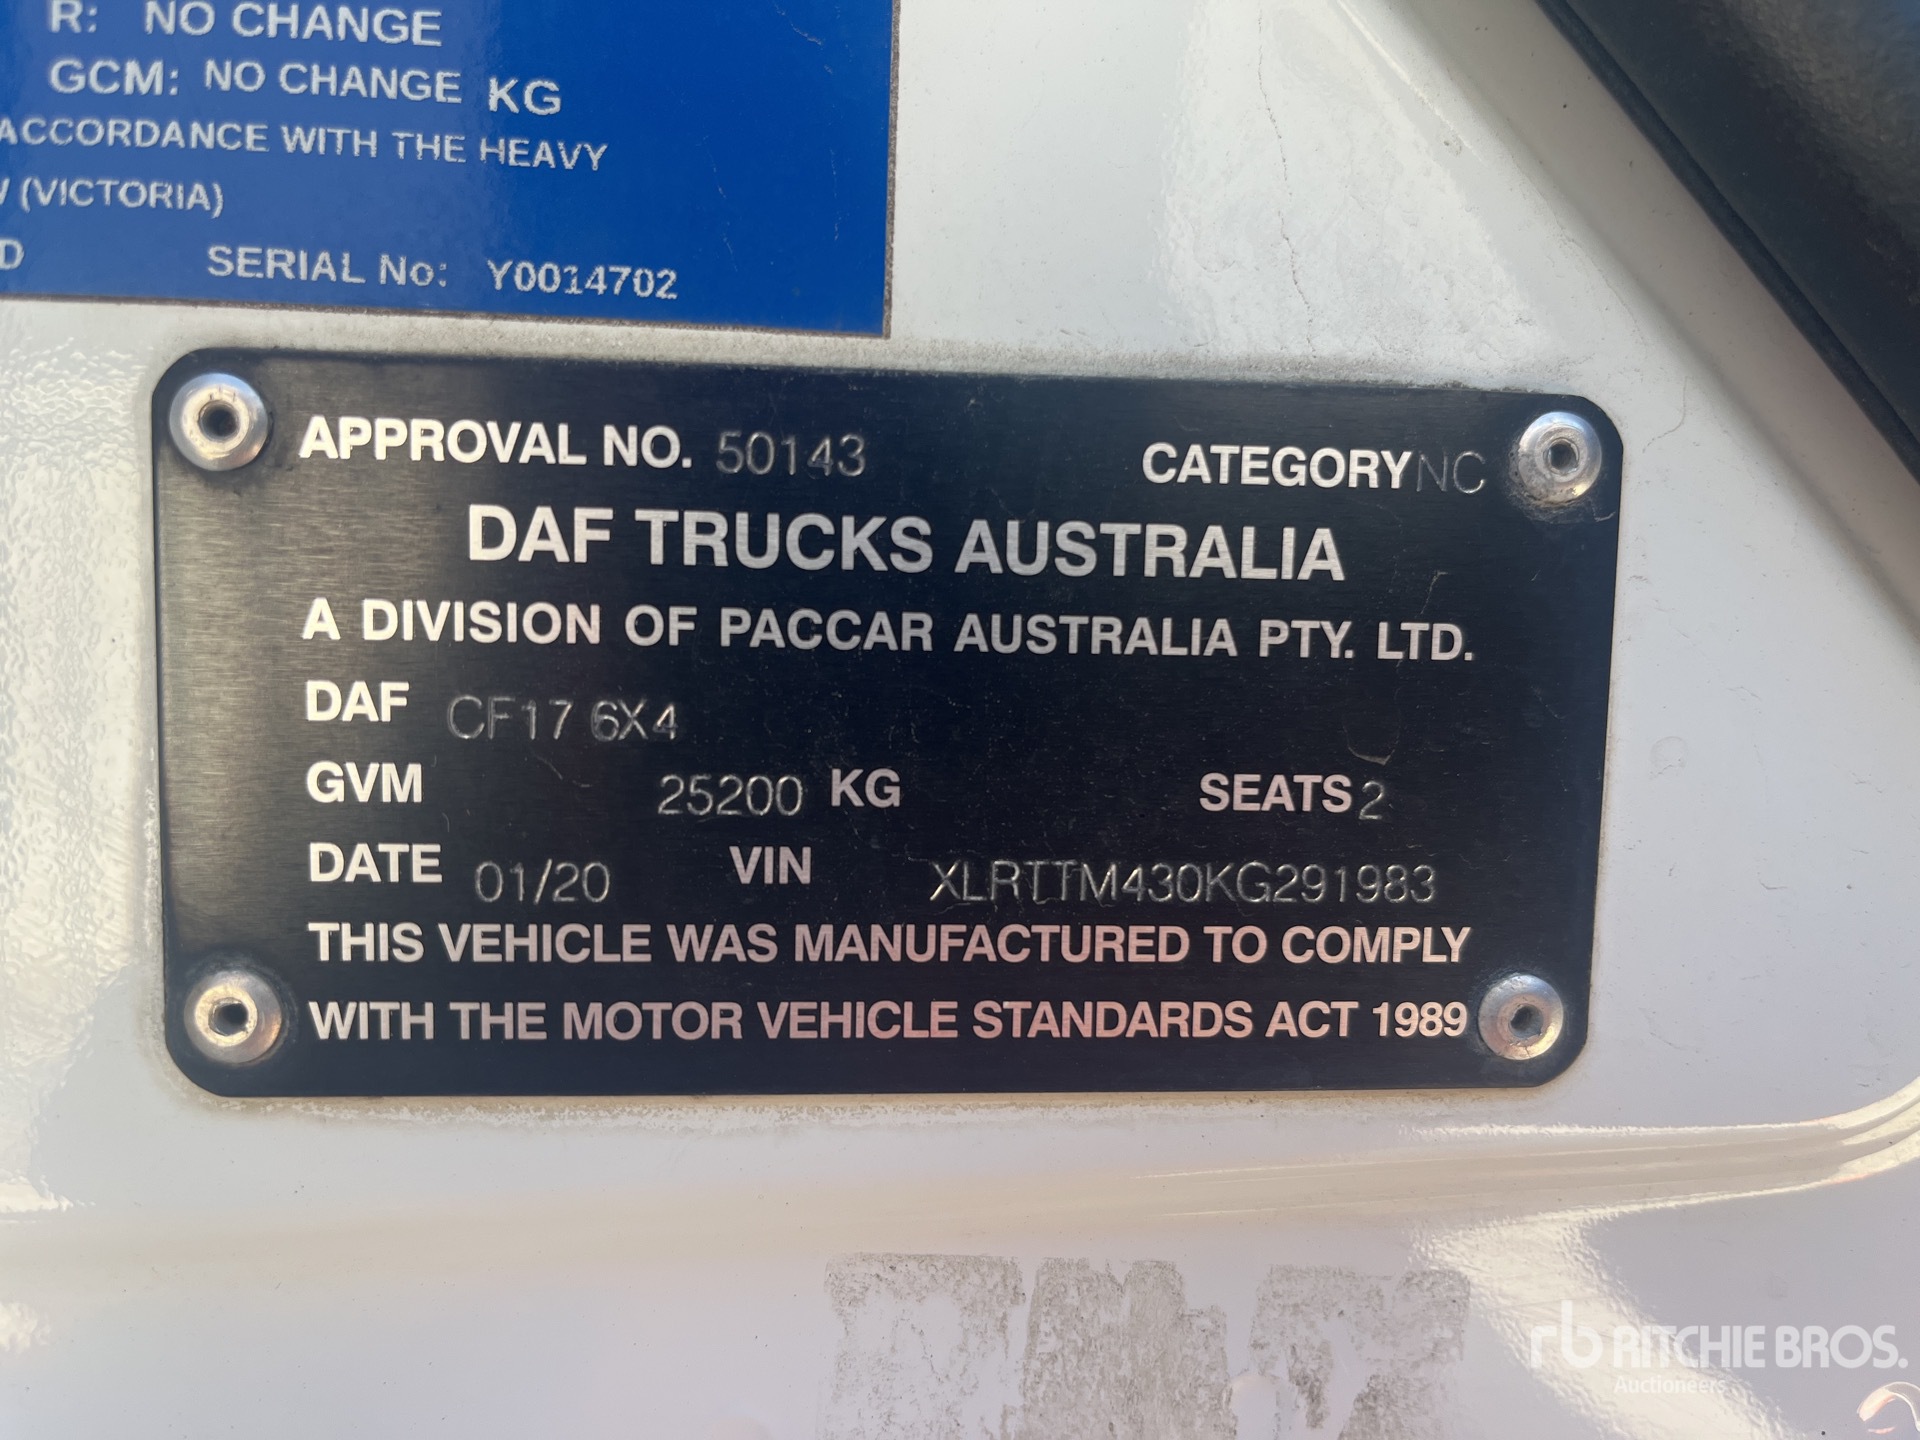 R: NO CHANGE
GCM: NO CHANGE KG
ACCORDANCE WITH THE HEAVY
(VICTORIA)
D SERIAL No: Y0014702
APPROVAL NO. 50143 CATEGORY NC
DAF TRUCKS AUSTRALIA
A DIVISION OF PACCAR AUSTRALIA PTY. LTD.
DAF CF17 6X4
GVM 25200 KG SEATS 2
DATE 01/20 VIN XLRTTM430KG291983
THIS VEHICLE WAS MANUFACTURED TO COMPLY
WITH THE MOTOR VEHICLE STANDARDS ACT 1989
rb RITCHIE BROS.
Auctioneers